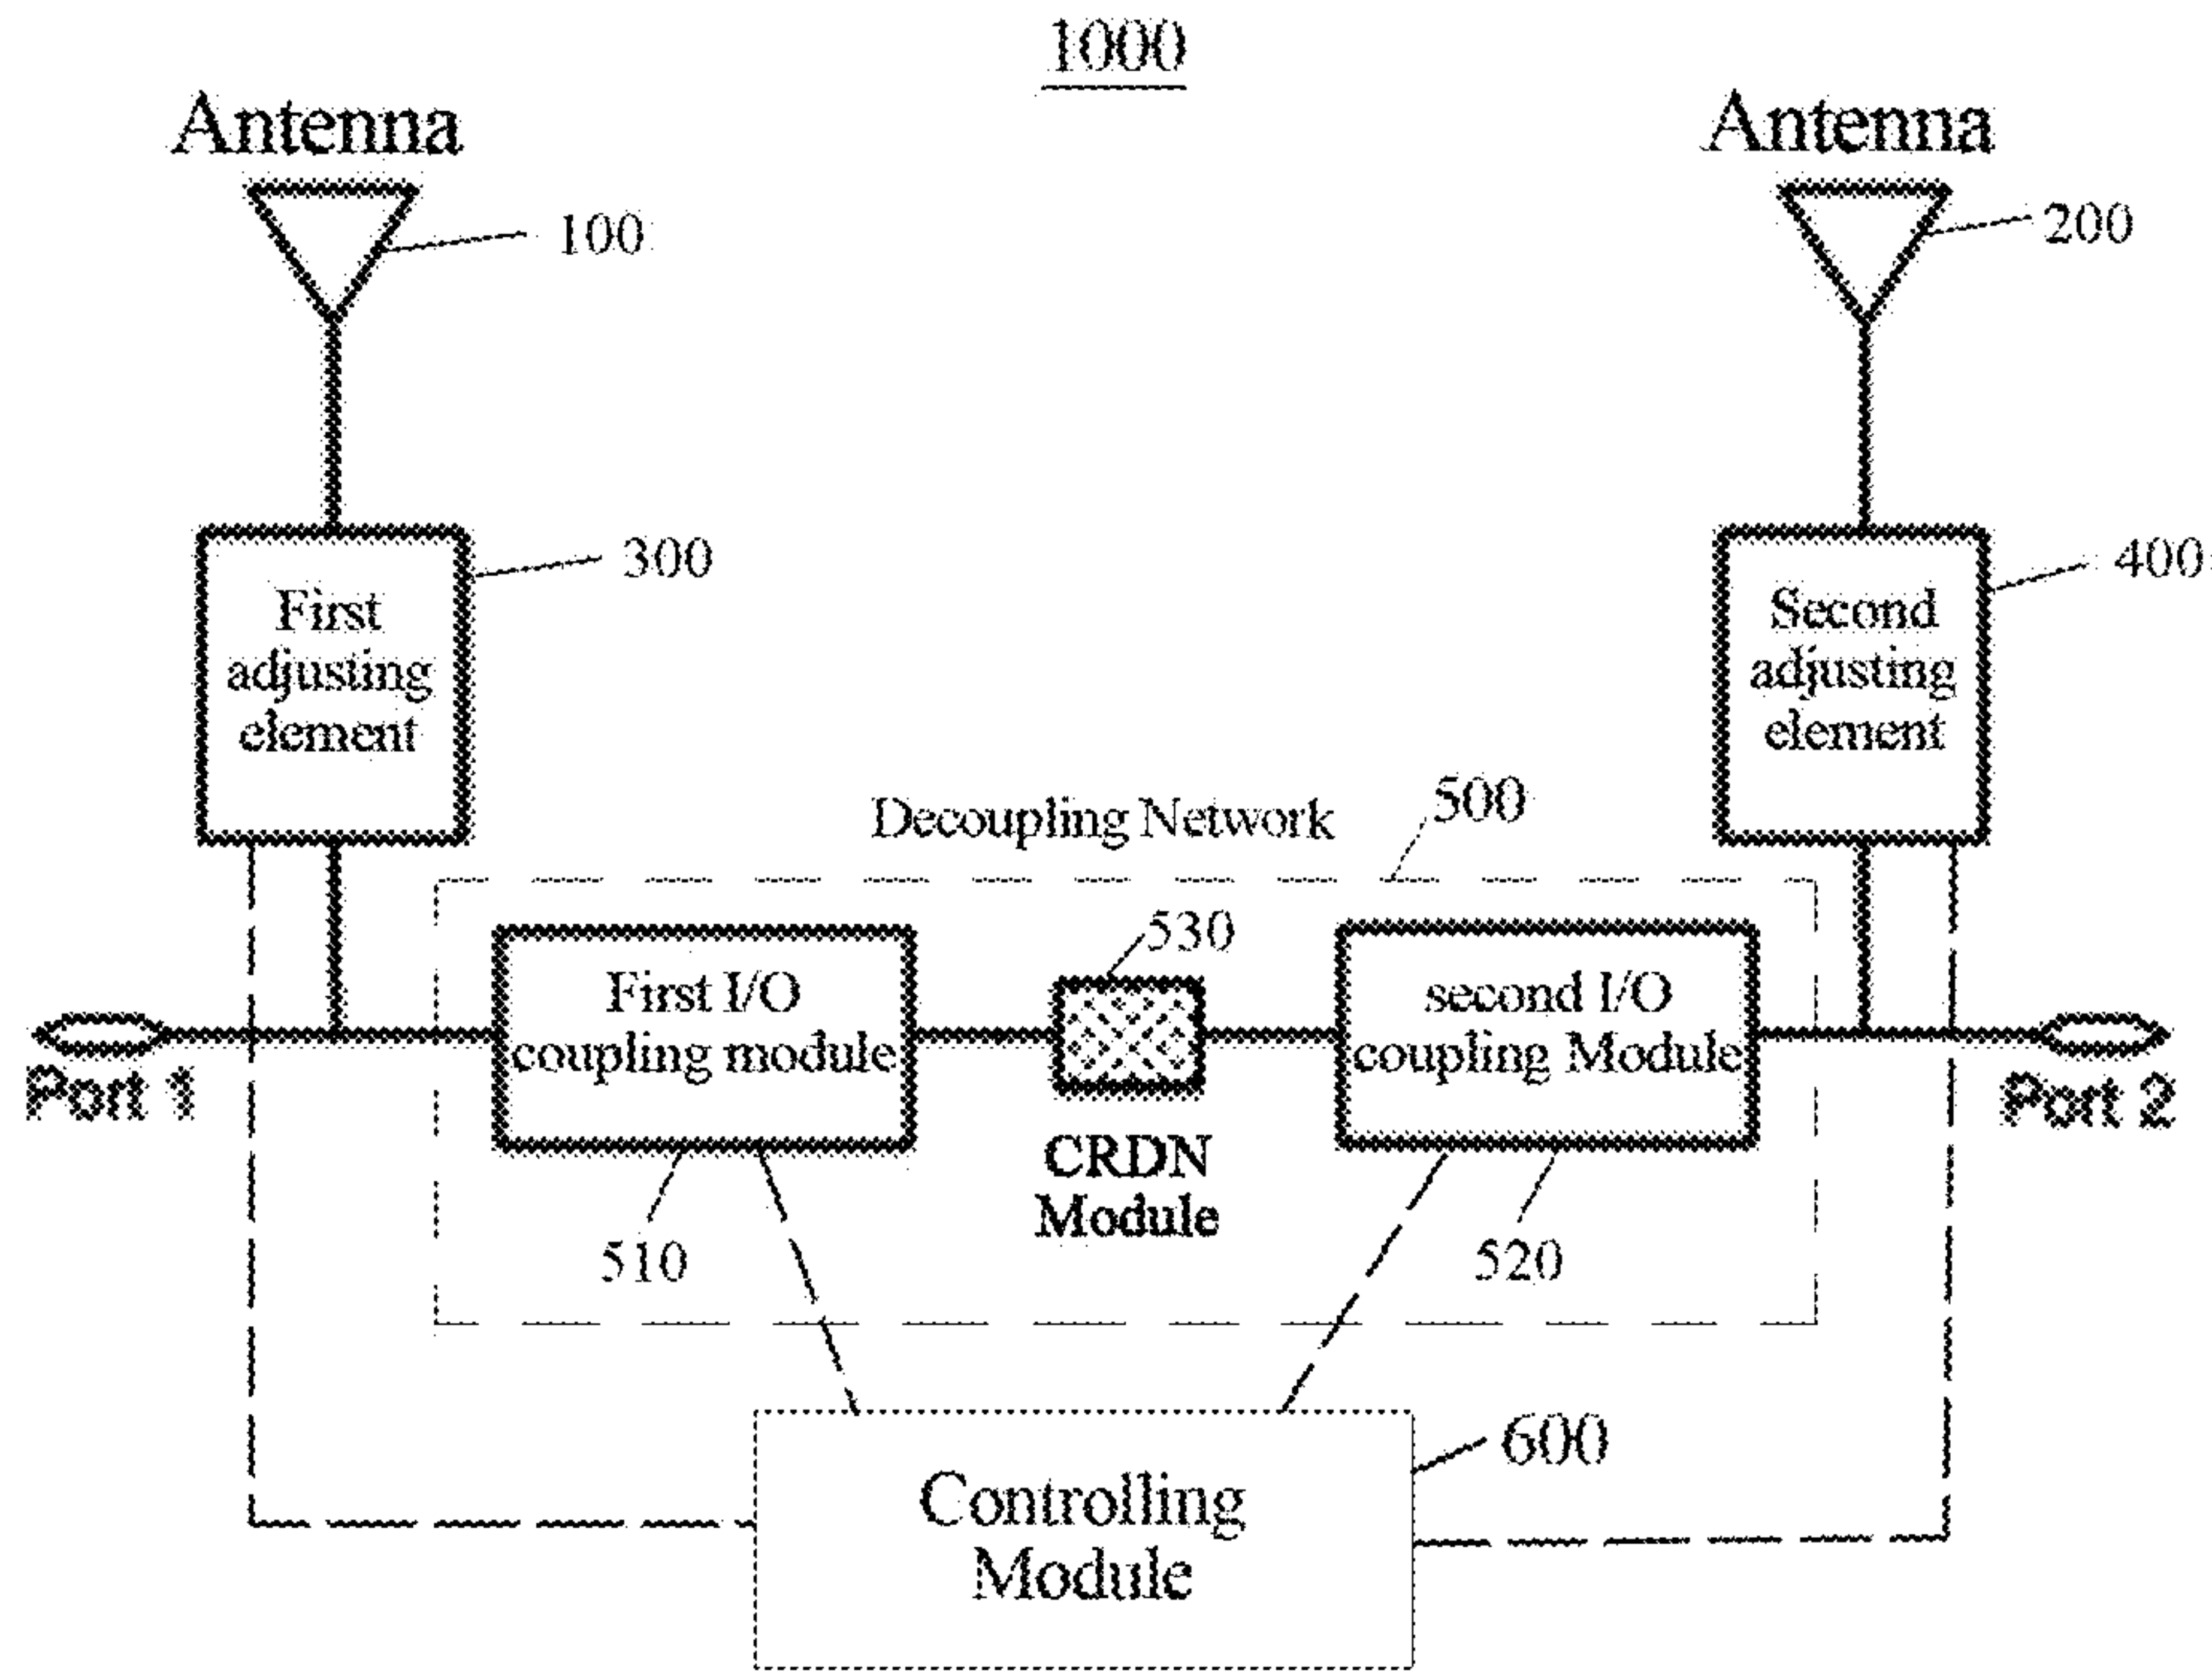 1000
Antenna
Antenna
100
200
300
400
First
adjusting
element
Second
adjusting
element
Decoupling Network
500
530
First I/O
coupling module
second I/O
coupling Module
Port 1
Port 2
CRDN
Module
510
520
600
Controlling
Module